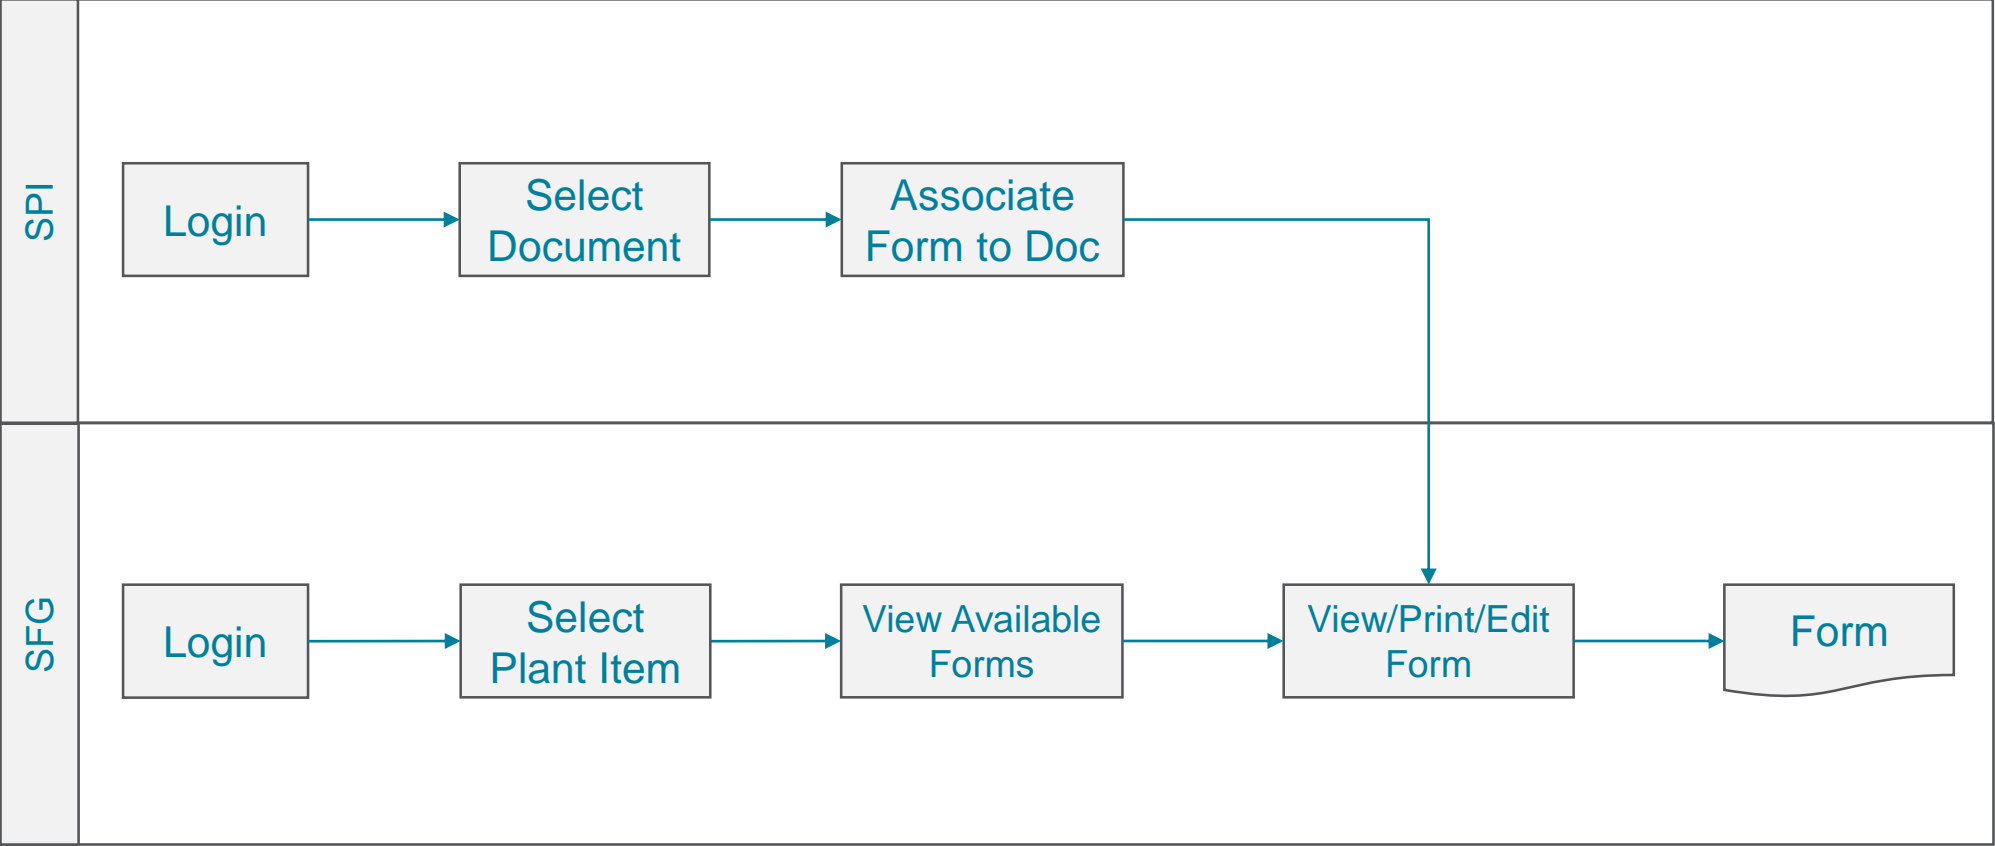 SPI
Login
Select
Document
Associate
Form to Doc
SFG
Login
Select
Plant Item
View Available
Forms
View/Print/Edit
Form
Form